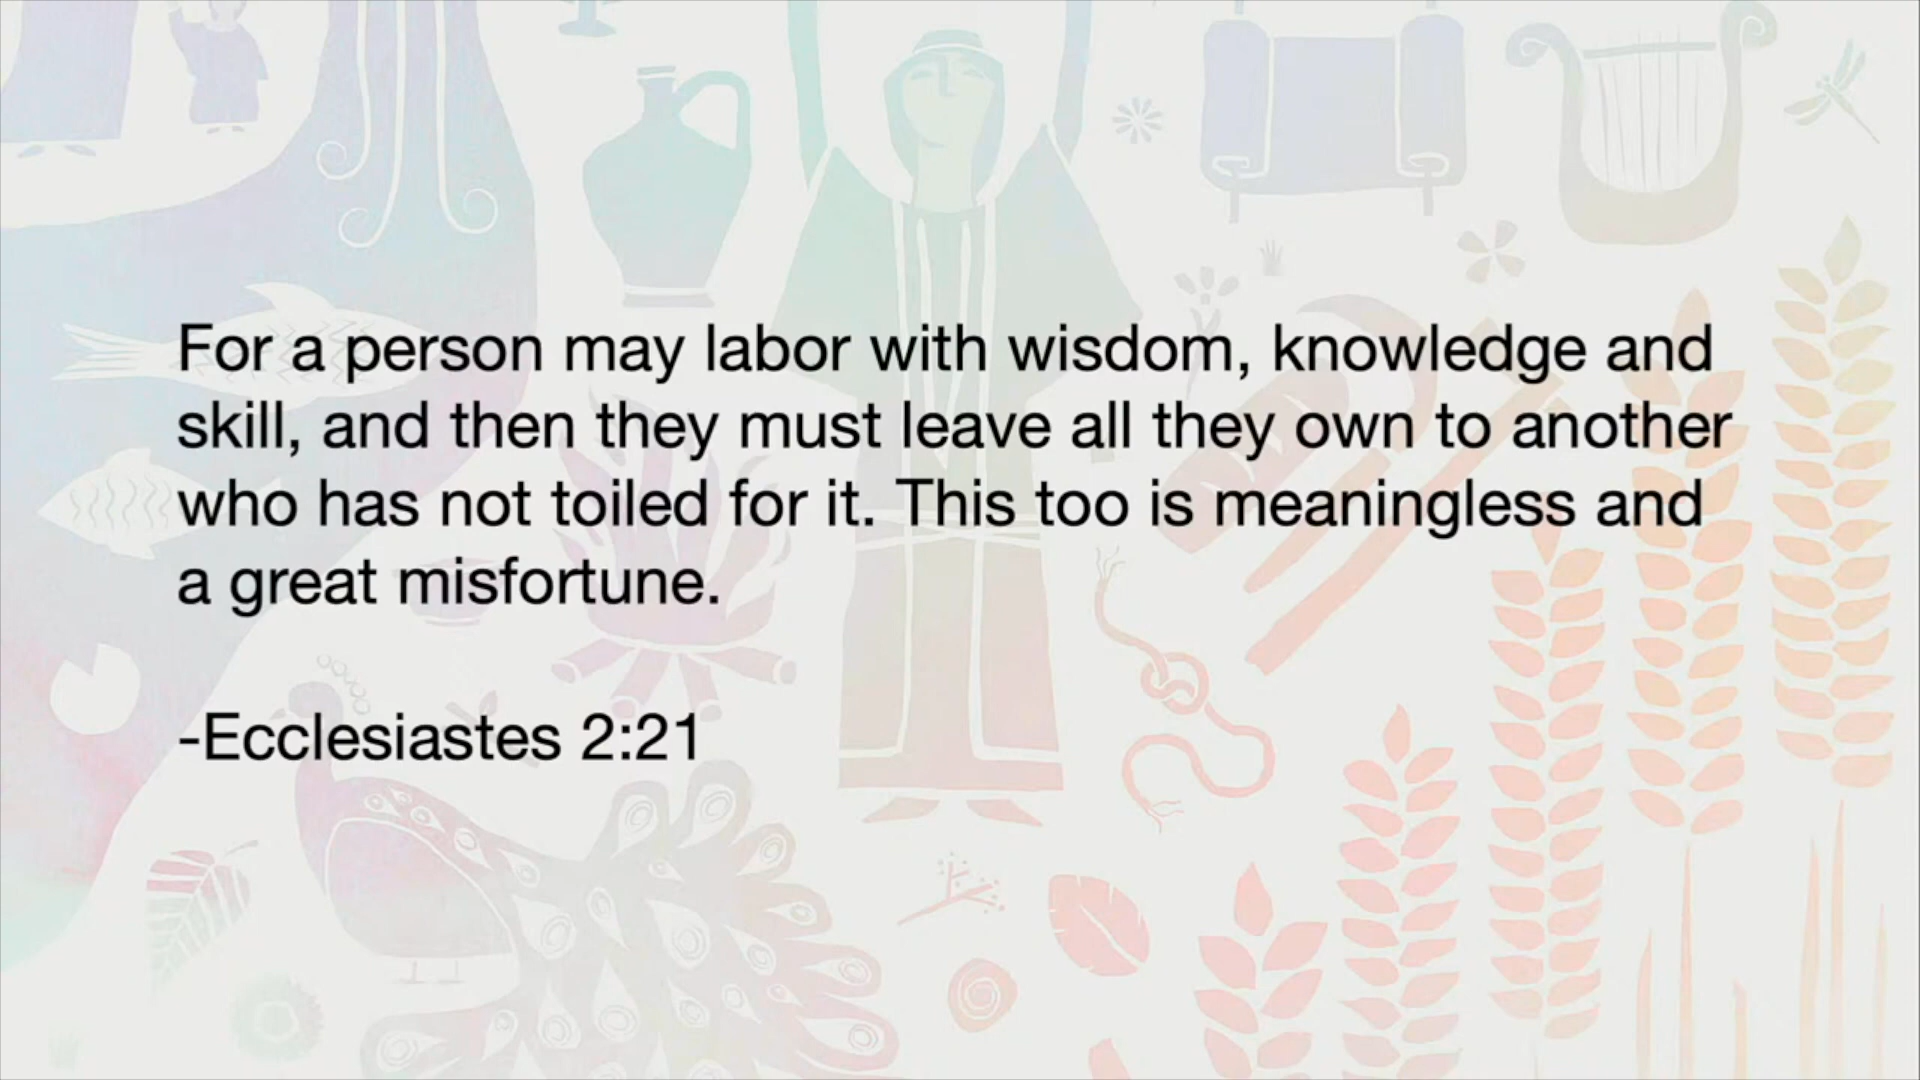 For a person may labor with wisdom, knowledge and
skill, and then they must leave all they own to another
who has not toiled for it. This too is meaningless and
a great misfortune.
-Ecclesiastes 2:21